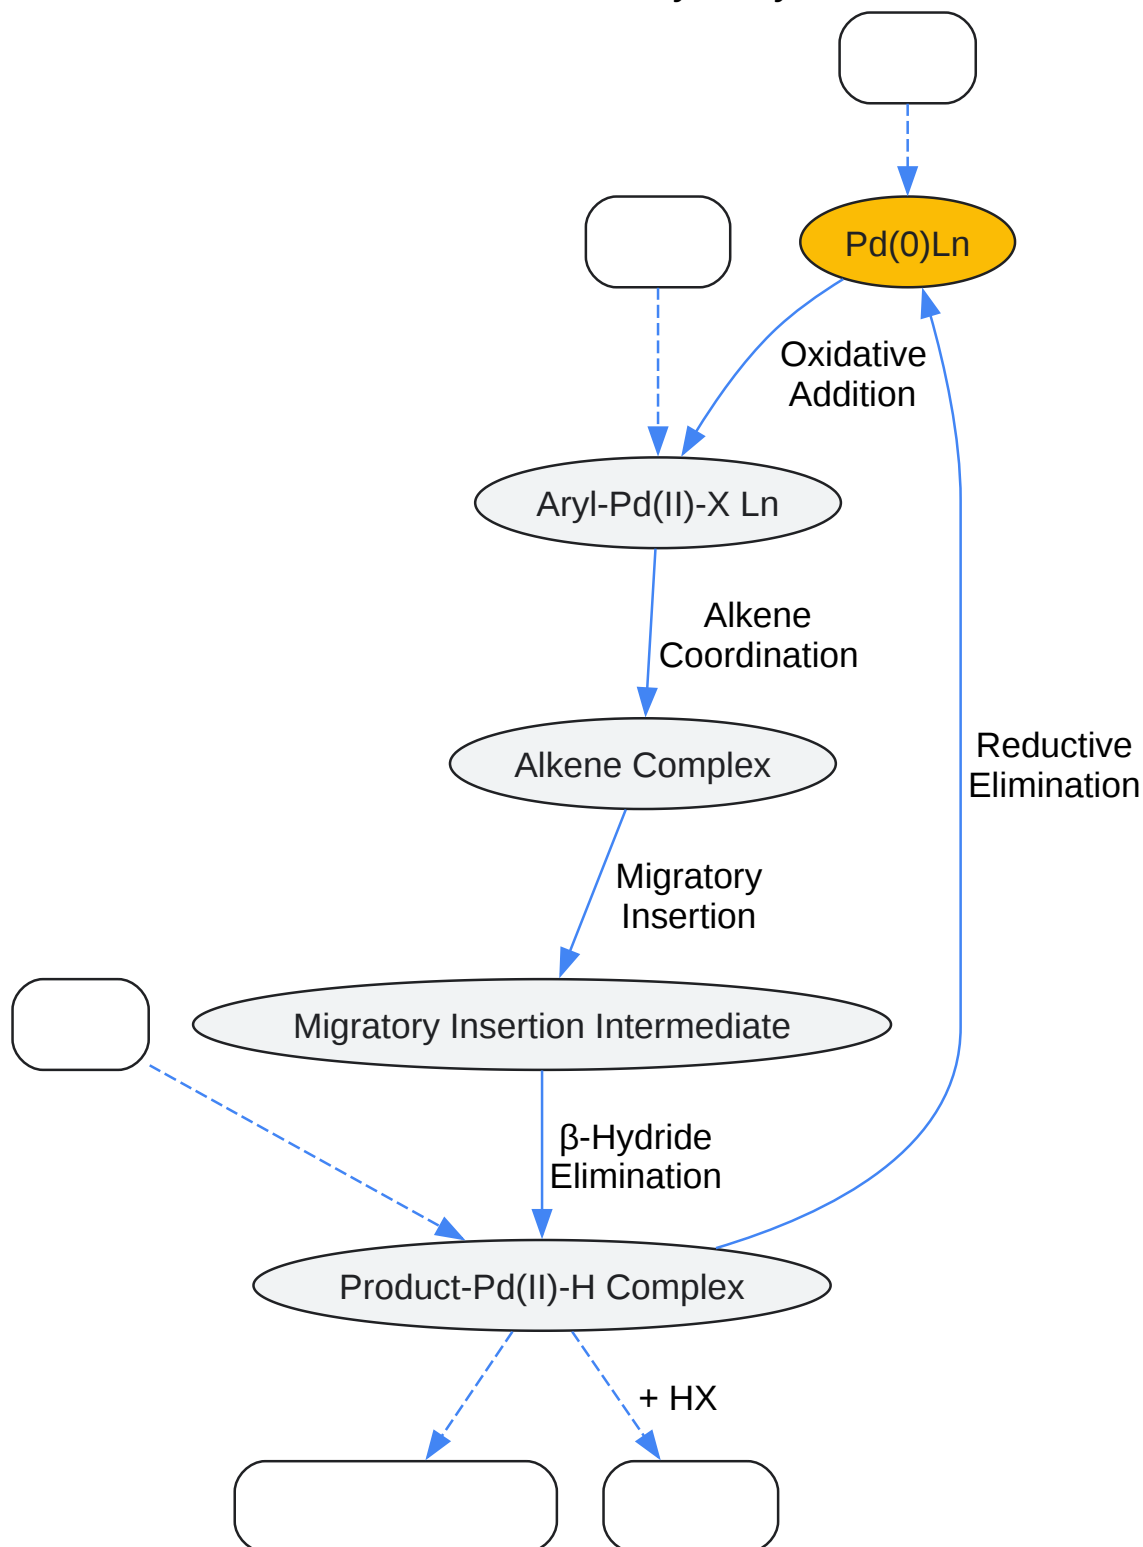 Pd(0)Ln
Oxidative
Addition
Aryl-Pd(II)-X Ln
Alkene
Coordination
Alkene Complex
Reductive
Elimination
Migratory
Insertion
Migratory Insertion Intermediate
β-Hydride
Elimination
Product-Pd(II)-H Complex
+ HX